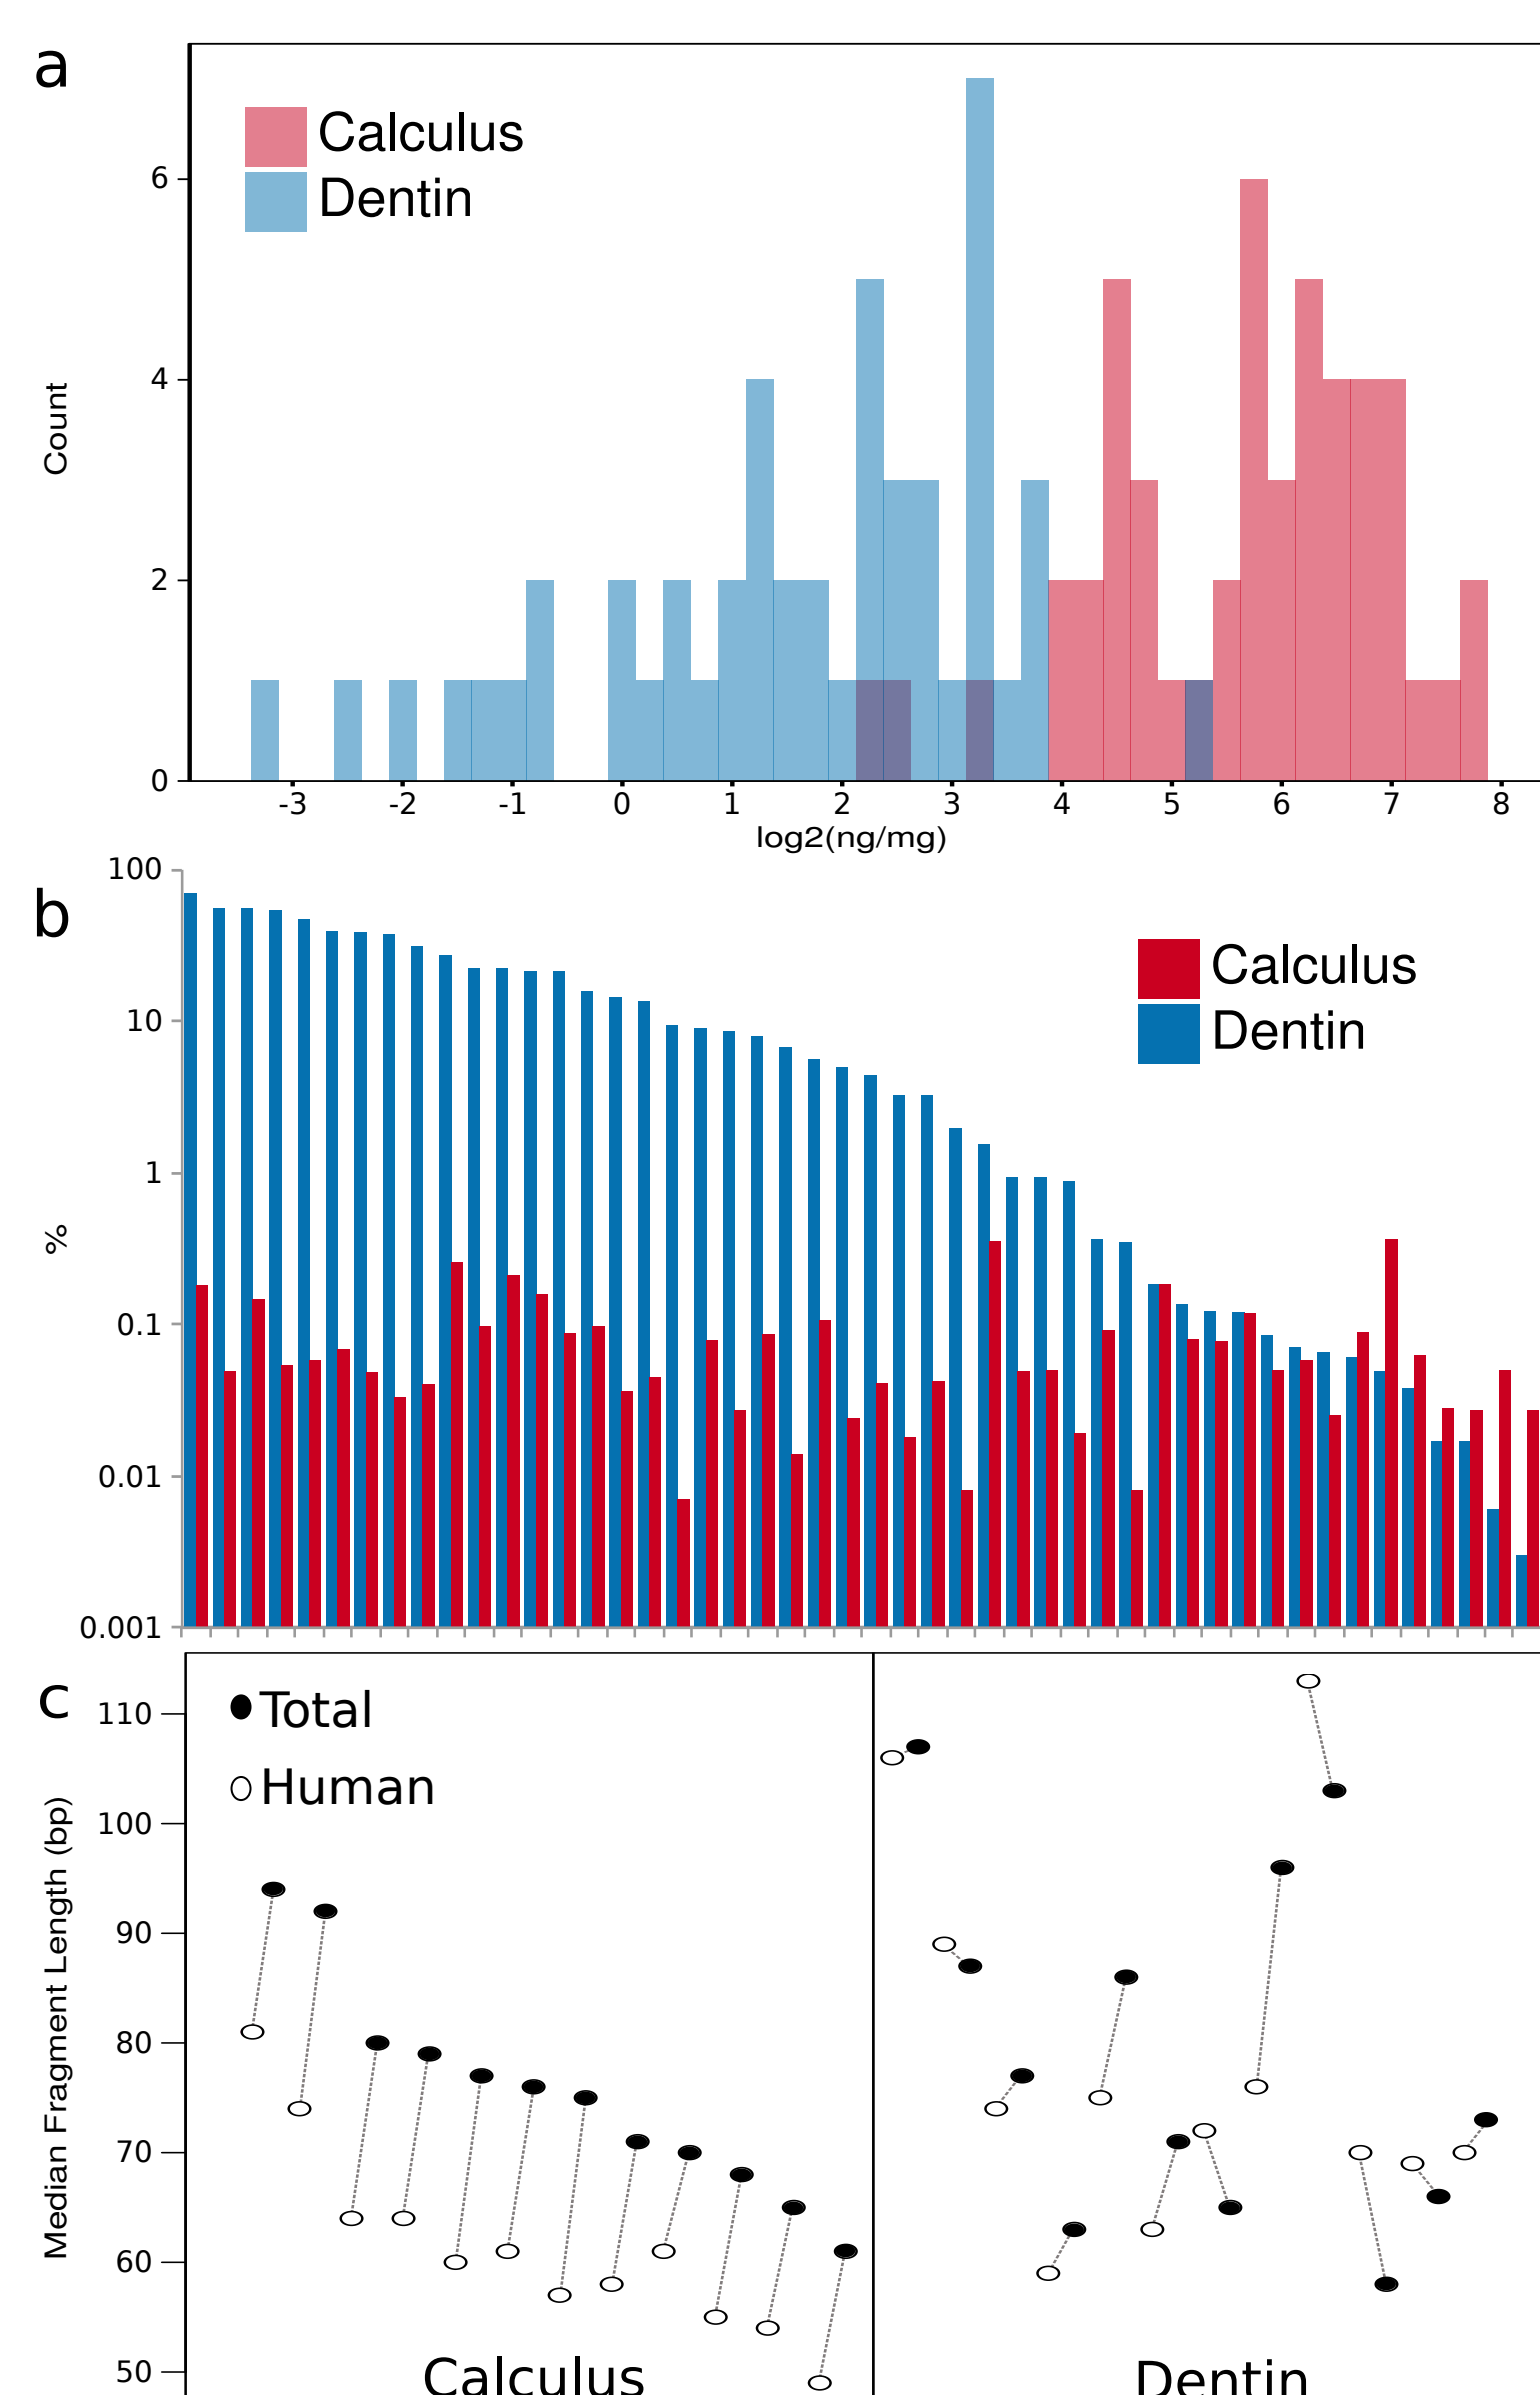 a
Calculus
Dentin
6
4
2
0
Count
-3 -2 -1 0 1 2 3 4 5 6 7 8
log2(ng/mg)
b
Calculus
Dentin
100
10
1
0.1
0.01
0.001
%
c
Total
Human
110
100
90
80
70
60
50
Median Fragment Length (bp)
Calculus
Dentin